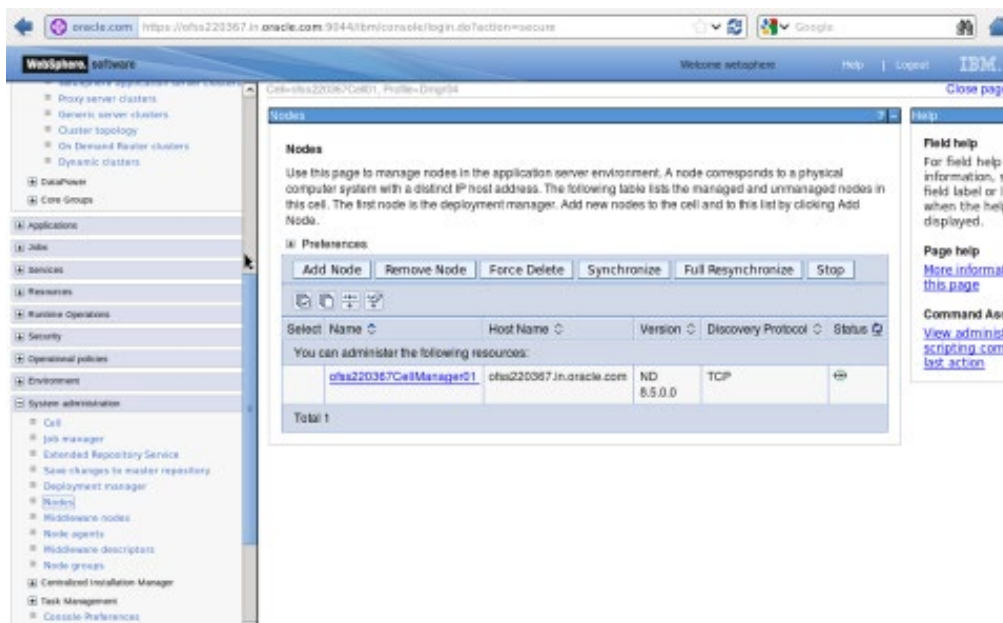 oracle.com https://ofss220367.in.oracle.com:9044/ibm/console/login.do?action=secure
Google
WebSphere. software
Welcome websphere
Help | Logout
IBM.
Proxy server clusters
Generic server clusters
Cluster topology
On Demand Router clusters
Dynamic clusters
DataPower
Core Groups
Applications
Jobs
Services
Resources
Runtime Operations
Security
Operational policies
Environment
System administration
Cell
Job manager
Extended Repository Service
Save changes to master repository
Deployment manager
Nodes
Middleware nodes
Node agents
Middleware descriptors
Node groups
Centralized Installation Manager
Task Management
Console Preferences
Cell=ofss220367Cell01, Profile=Dmgr04
Close page
Nodes
Nodes
Use this page to manage nodes in the application server environment. A node corresponds to a physical
computer system with a distinct IP host address. The following table lists the managed and unmanaged nodes in
this cell. The first node is the deployment manager. Add new nodes to the cell and to this list by clicking Add
Node.
Preferences
Add Node Remove Node Force Delete Synchronize Full Resynchronize Stop
Select Name Host Name Version Discovery Protocol Status
You can administer the following resources:
ofss220367CellManager01 ofss220367.in.oracle.com ND 8.5.0.0 TCP
Total 1
Help
Field help
For field help
information,
field label or
when the help
displayed.
Page help
More informat
this page
Command Ass
View administ
scripting com
last action